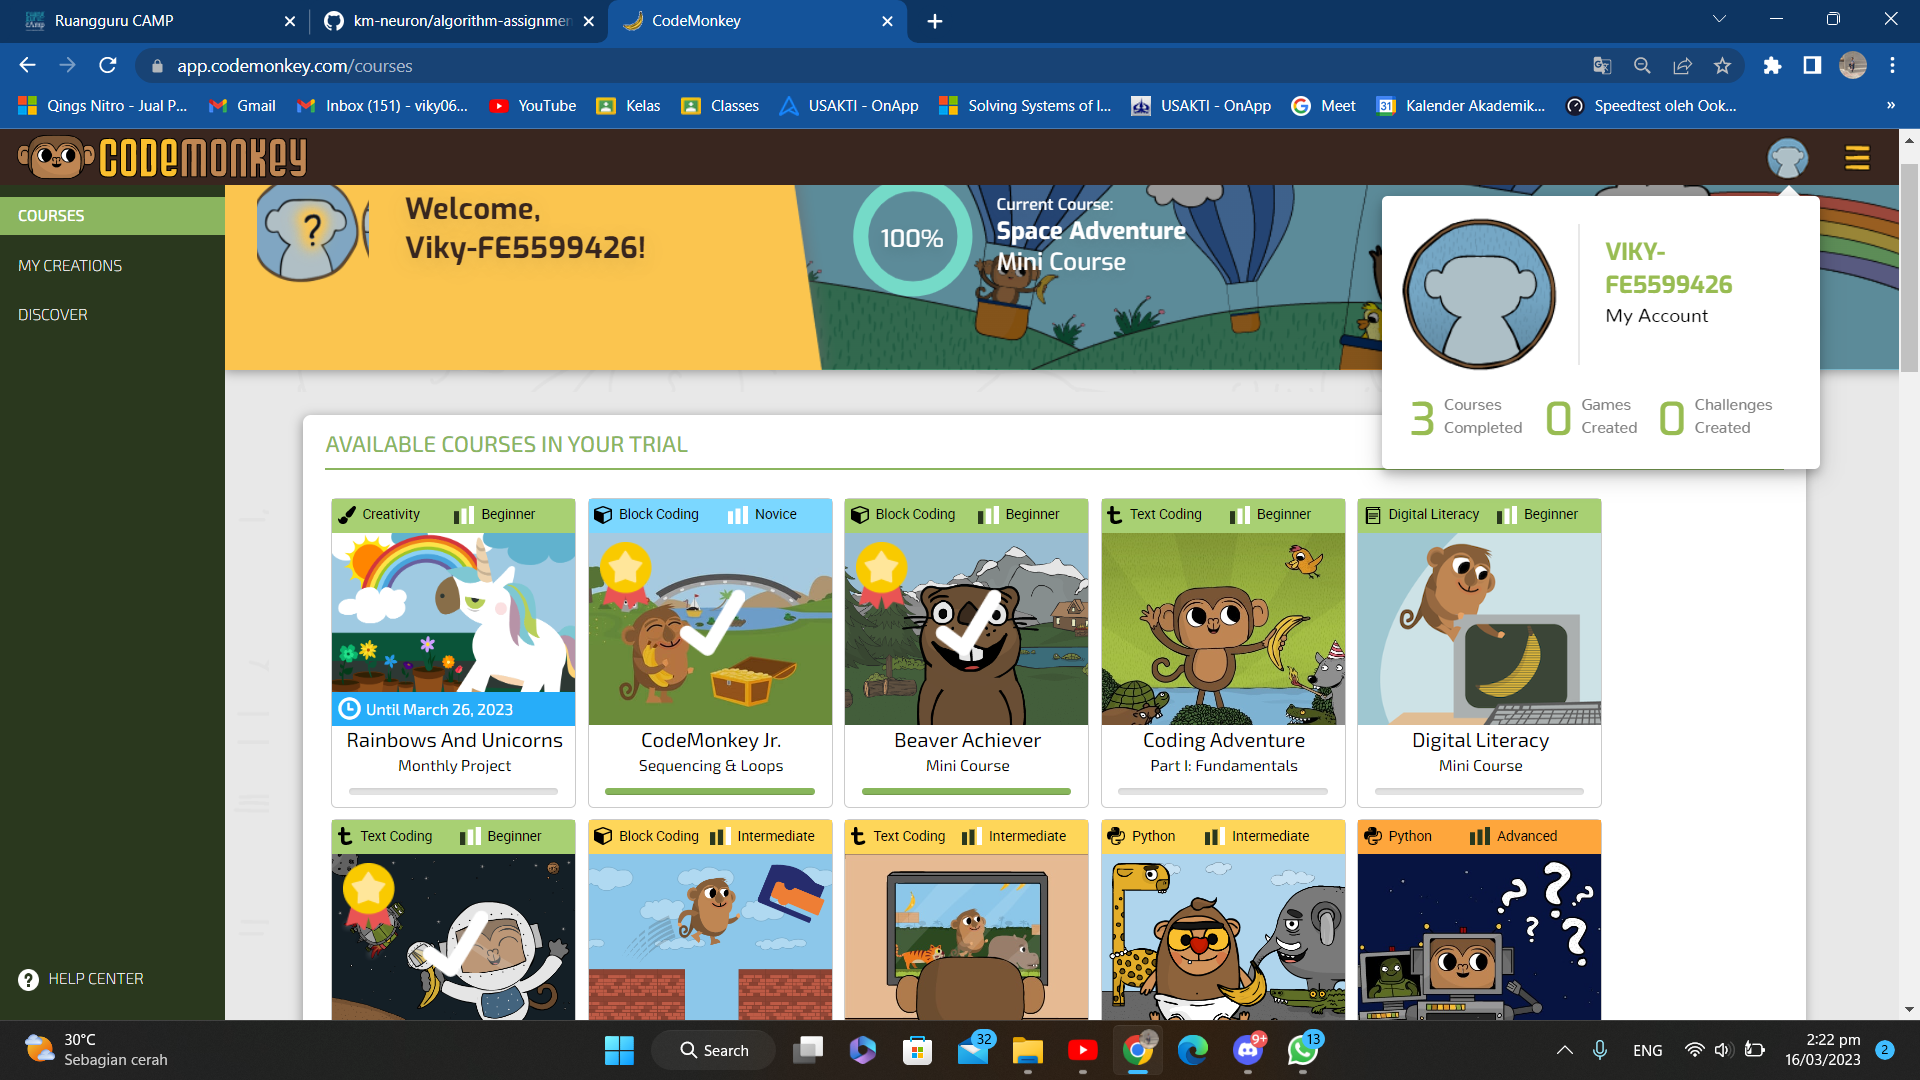 Ruangguru CAMP
km-neuron/algorithm-assignmen
CodeMonkey
app.codemonkey.com/courses
Qings Nitro - Jual P...
Gmail
Inbox (151) - viky06...
YouTube
Kelas
Classes
USAKTI - OnApp
Solving Systems of I...
USAKTI - OnApp
Meet
31
Kalender Akademik...
Speedtest oleh Ook...
»
CODEMONKEY
COURSES
MY CREATIONS
DISCOVER
HELP CENTER
Welcome,
Viky-FE5599426!
100%
Current Course:
Space Adventure
Mini Course
VIKY-
FE5599426
My Account
3 Courses Completed
0 Games Created
0 Challenges Created
AVAILABLE COURSES IN YOUR TRIAL
Creativity Beginner
Until March 26, 2023
Rainbows And Unicorns
Monthly Project
Block Coding Novice
CodeMonkey Jr.
Sequencing & Loops
Block Coding Beginner
Beaver Achiever
Mini Course
Text Coding Beginner
Coding Adventure
Part I: Fundamentals
Digital Literacy Beginner
Digital Literacy
Mini Course
Text Coding Beginner
Block Coding Intermediate
Text Coding Intermediate
Python Intermediate
Python Advanced
30°C
Sebagian cerah
Search
32
9+
13
ENG
2:22 pm
16/03/2023
2